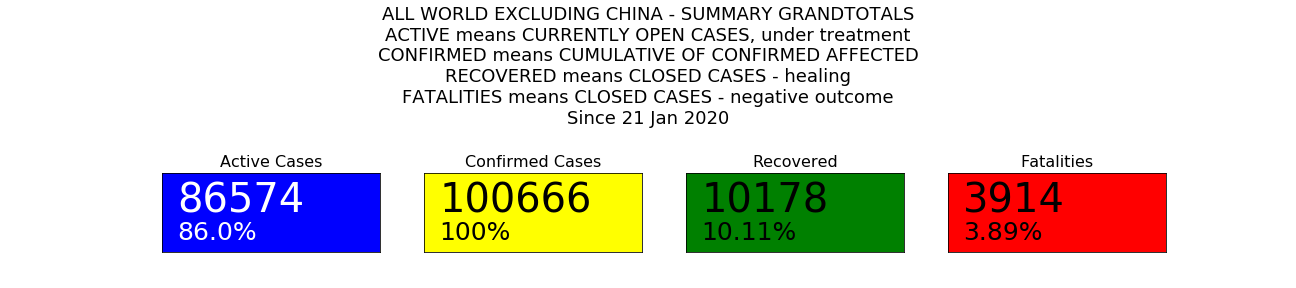 ALL WORLD EXCLUDING CHINA - SUMMARY GRANDTOTALS
ACTIVE means CURRENTLY OPEN CASES, under treatment
CONFIRMED means CUMULATIVE OF CONFIRMED AFFECTED
RECOVERED means CLOSED CASES - healing
FATALITIES means CLOSED CASES - negative outcome
Since 21 Jan 2020
Active Cases
86574
86.0%
Confirmed Cases
100666
100%
Recovered
10178
10.11%
Fatalities
3914
3.89%